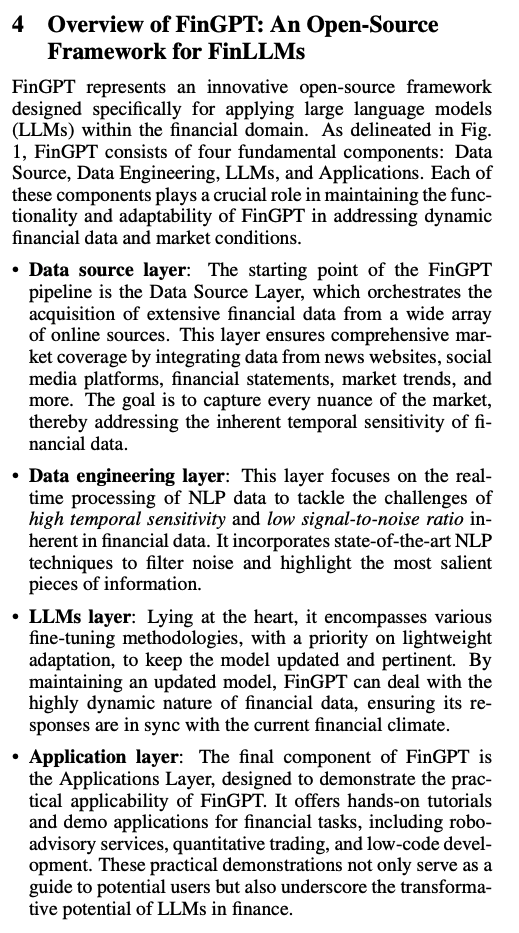 4 Overview of FinGPT: An Open-Source
Framework for FinLLMs
FinGPT represents an innovative open-source framework
designed specifically for applying large language models
(LLMs) within the financial domain. As delineated in Fig.
1, FinGPT consists of four fundamental components: Data
Source, Data Engineering, LLMs, and Applications. Each of
these components plays a crucial role in maintaining the func-
tionality and adaptability of FinGPT in addressing dynamic
financial data and market conditions.
• Data source layer: The starting point of the FinGPT
pipeline is the Data Source Layer, which orchestrates the
acquisition of extensive financial data from a wide array
of online sources. This layer ensures comprehensive mar-
ket coverage by integrating data from news websites, social
media platforms, financial statements, market trends, and
more. The goal is to capture every nuance of the market,
thereby addressing the inherent temporal sensitivity of fi-
nancial data.
• Data engineering layer: This layer focuses on the real-
time processing of NLP data to tackle the challenges of
high temporal sensitivity and low signal-to-noise ratio in-
herent in financial data. It incorporates state-of-the-art NLP
techniques to filter noise and highlight the most salient
pieces of information.
• LLMs layer: Lying at the heart, it encompasses various
fine-tuning methodologies, with a priority on lightweight
adaptation, to keep the model updated and pertinent. By
maintaining an updated model, FinGPT can deal with the
highly dynamic nature of financial data, ensuring its re-
sponses are in sync with the current financial climate.
• Application layer: The final component of FinGPT is
the Applications Layer, designed to demonstrate the prac-
tical applicability of FinGPT. It offers hands-on tutorials
and demo applications for financial tasks, including robo-
advisory services, quantitative trading, and low-code devel-
opment. These practical demonstrations not only serve as a
guide to potential users but also underscore the transforma-
tive potential of LLMs in finance.